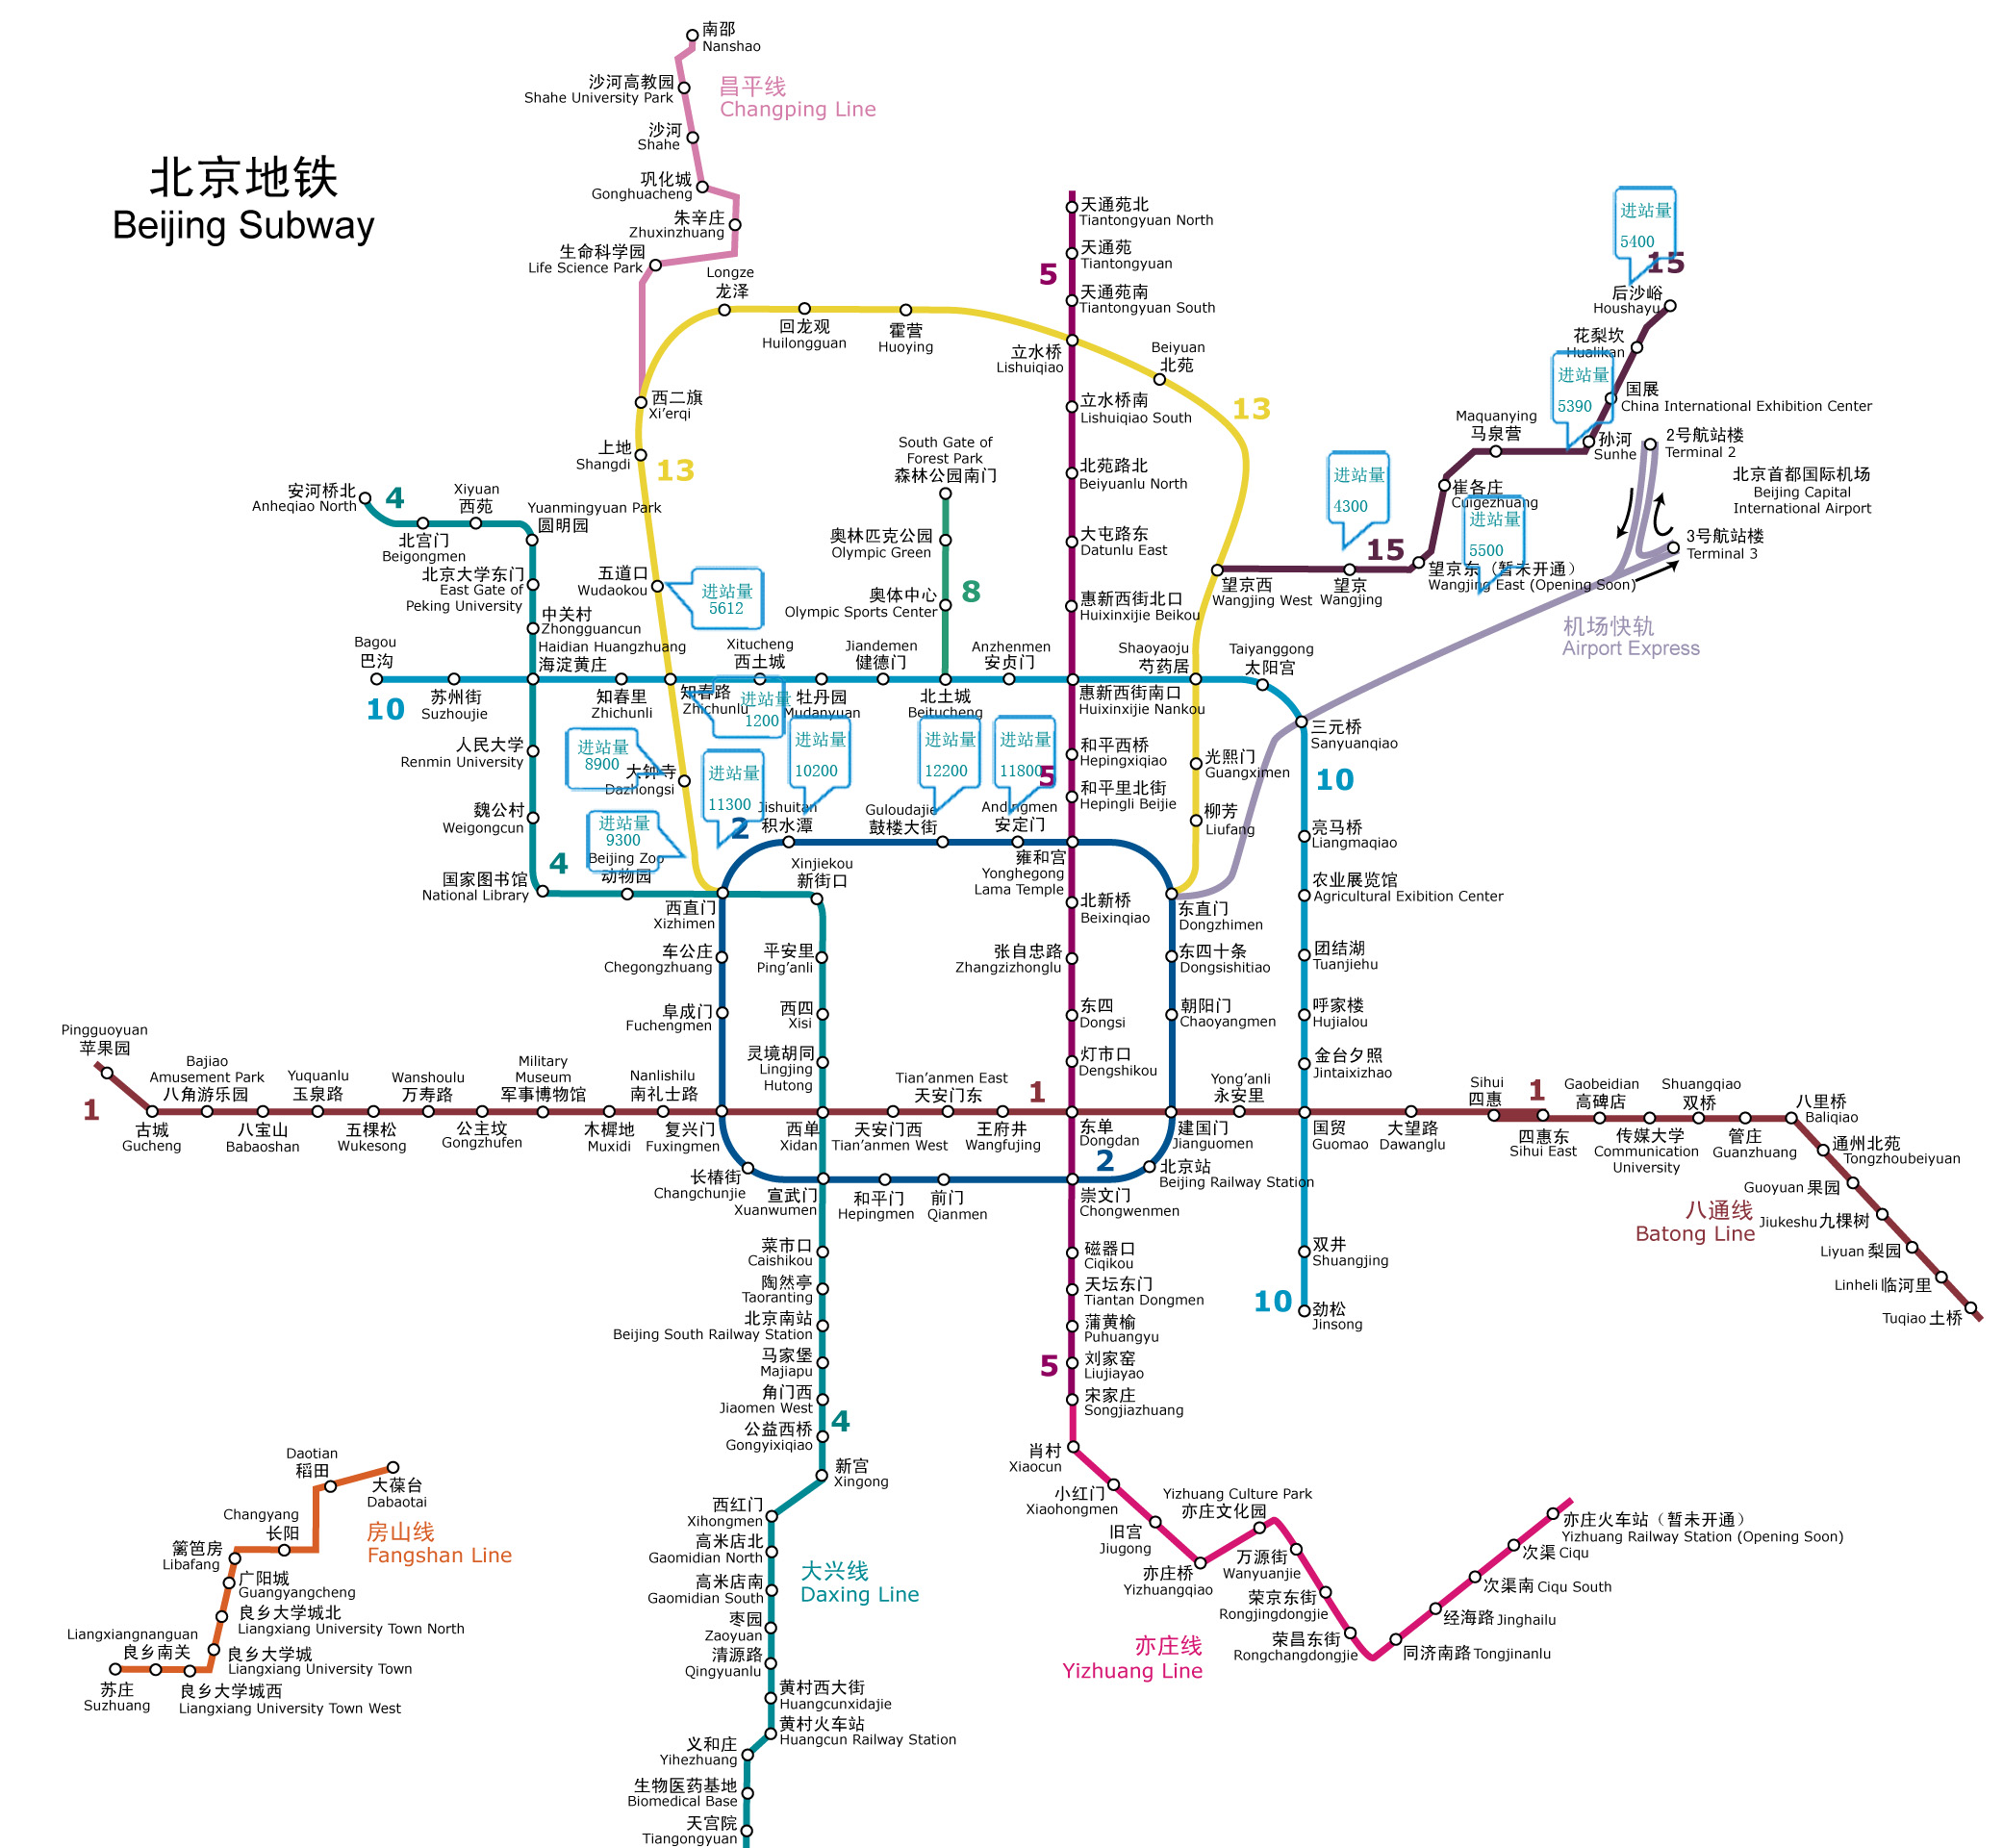 北京地铁
Beijing Subway
南邵
Nanshao
沙河高教园
Shahe University Park
昌平线
Changping Line
沙河
Shahe
巩化城
Gonghuacheng
朱辛庄
Zhuxinzhuang
生命科学园
Life Science Park
Longze
龙泽
回龙观
Huilongguan
霍营
Huoying
天通苑北
Tiantongyuan North
天通苑
Tiantongyuan
5
天通苑南
Tiantongyuan South
立水桥
Lishuiqiao
Beiyuan
北苑
13
立水桥南
Lishuiqiao South
西二旗
Xi'erqi
上地
Shangdi
13
South Gate of
Forest Park
森林公园南门
北苑路北
Beiyuanlu North
奥林匹克公园
Olympic Green
大屯路东
Datunlu East
奥体中心
Olympic Sports Center
8
惠新西街北口
Huixinxijie Beikou
进站量
5400
15
后沙峪
Houshayu
花梨坎
Hualikan
进站量
5390
国展
China International Exhibition Center
Maquanying
马泉营
孙河
Sunhe
2号航站楼
Terminal 2
北京首都国际机场
Beijing Capital
International Airport
3号航站楼
Terminal 3
崔各庄
Cuigezhuang
进站量
5500
进站量
4300
15
望京西
Wangjing West
望京
Wangjing
望京东（暂未开通）
Wangjing East (Opening Soon)
机场快轨
Airport Express
安河桥北
Anheqiao North
4
Xiyuan
西苑
Yuanmingyuan Park
圆明园
北宫门
Beigongmen
北京大学东门
East Gate of
Peking University
中关村
Zhongguancun
五道口
Wudaokou
进站量
5612
Haidian Huangzhuang
海淀黄庄
Bagou
巴沟
10
苏州街
Suzhoujie
知春里
Zhichunli
知春路
Zhichunlu
进站量
1200
Xitucheng
西土城
牡丹园
Mudanyuan
Jiandemen
健德门
北土城
Beitucheng
Anzhenmen
安贞门
惠新西街南口
Huixinxijie Nankou
Shaoyaoju
芍药居
Taiyanggong
太阳宫
三元桥
Sanyuanqiao
人民大学
Renmin University
进站量
8900
大钟寺
Dazhongsi
进站量
11300
进站量
10200
进站量
12200
进站量
11800
5
和平西桥
Hepingxiqiao
光熙门
Guangximen
10
和平里北街
Hepingli Beijie
柳芳
Liufang
亮马桥
Liangmaqiao
魏公村
Weigongcun
进站量
9300
2
Jishuitan
积水潭
Guloudajie
鼓楼大街
Andingmen
安定门
雍和宫
Yonghegong
Lama Temple
4
国家图书馆
National Library
Beijing Zoo
动物园
Xinjiekou
新街口
西直门
Xizhimen
北新桥
Beixinqiao
东直门
Dongzhimen
农业展览馆
Agricultural Exibition Center
车公庄
Chegongzhuang
平安里
Ping'anli
张自忠路
Zhangzizhonglu
东四十条
Dongsishitiao
团结湖
Tuanjiehu
阜成门
Fuchengmen
西四
Xisi
东四
Dongsi
朝阳门
Chaoyangmen
呼家楼
Hujialou
灵境胡同
Lingjing
Hutong
灯市口
Dengshikou
金台夕照
Jintaixizhao
Pingguoyuan
苹果园
1
古城
Gucheng
Bajiao
Amusement Park
八角游乐园
八宝山
Babaoshan
Yuquanlu
玉泉路
五棵松
Wukesong
Wanshoulu
万寿路
公主坟
Gongzhufen
Military
Museum
军事博物馆
木樨地
Muxidi
Nanlishilu
南礼士路
复兴门
Fuxingmen
西单
Xidan
天安门西
Tian'anmen West
Tian'anmen East
天安门东
王府井
Wangfujing
1
东单
Dongdan
建国门
Jianguomen
Yong'anli
永安里
国贸
Guomao
大望路
Dawanglu
Sihui
四惠
1
四惠东
Sihui East
Gaobeidian
高碑店
传媒大学
Communication
University
Shuangqiao
双桥
管庄
Guanzhuang
八里桥
Baliqiao
通州北苑
Tongzhoubeiyuan
Guoyuan 果园
Jiukeshu九棵树
Liyuan 梨园
Linheli 临河里
Tuqiao 土桥
八通线
Batong Line
长椿街
Changchunjie
宣武门
Xuanwumen
和平门
Hepingmen
前门
Qianmen
2
崇文门
Chongwenmen
北京站
Beijing Railway Station
菜市口
Caishikou
陶然亭
Taoranting
北京南站
Beijing South Railway Station
马家堡
Majiapu
角门西
Jiaomen West
公益西桥
Gongyixiqiao
4
新宫
Xingong
磁器口
Ciqikou
天坛东门
Tiantan Dongmen
蒲黄榆
Puhuangyu
5
刘家窑
Liujiayao
宋家庄
Songjiazhuang
双井
Shuangjing
10
劲松
Jinsong
肖村
Xiaocun
小红门
Xiaohongmen
旧宫
Jiugong
亦庄桥
Yizhuangqiao
Yizhuang Culture Park
亦庄文化园
万源街
Wanyuanjie
荣京东街
Rongjingdongjie
荣昌东街
Rongchangdongjie
同济南路 Tongjinanlu
经海路 Jinghailu
次渠南 Ciqu South
次渠 Ciqu
亦庄火车站（暂未开通）
Yizhuang Railway Station (Opening Soon)
亦庄线
Yizhuang Line
西红门
Xihongmen
高米店北
Gaomidian North
高米店南
Gaomidian South
大兴线
Daxing Line
枣园
Zaoyuan
清源路
Qingyuanlu
黄村西大街
Huangcunxidajie
黄村火车站
Huangcun Railway Station
义和庄
Yihezhuang
生物医药基地
Biomedical Base
天宫院
Tiangongyuan
Daotian
稻田
大葆台
Dabaotai
Changyang
长阳
房山线
Fangshan Line
篱笆房
Libafang
广阳城
Guangyangcheng
良乡大学城北
Liangxiang University Town North
Liangxiangnanguan
良乡南关
良乡大学城
Liangxiang University Town
苏庄
Suzhuang
良乡大学城西
Liangxiang University Town West